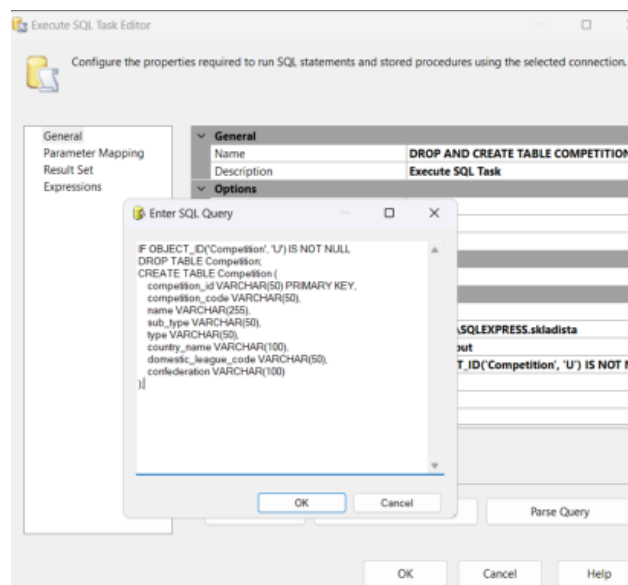 Execute SQL Task Editor
Configure the properties required to run SQL statements and stored procedures using the selected connection.
General
Parameter Mapping
Result Set
Expressions
General
Name DROP AND CREATE TABLE COMPETITION
Description Execute SQL Task
Options
Enter SQL Query
IF OBJECT_ID('Competition', 'U') IS NOT NULL
DROP TABLE Competition;
CREATE TABLE Competition (
competition_id VARCHAR(50) PRIMARY KEY,
competition_code VARCHAR(50),
name VARCHAR(255),
sub_type VARCHAR(50),
type VARCHAR(50),
country_name VARCHAR(100),
domestic_league_code VARCHAR(50),
confederation VARCHAR(100)
);
\SQLEXPRESS.skladista
T_ID('Competition', 'U') IS NOT
OK
Cancel
Parse Query
OK
Cancel
Help